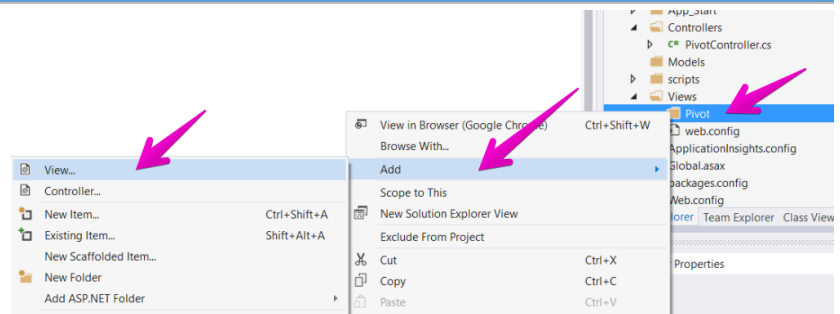 App_Start
Controllers
C# PivotController.cs
Models
scripts
Views
Pivot
web.config
ApplicationInsights.config
Global.asax
packages.config
Web.config
Team Explorer Class View
Properties
View in Browser (Google Chrome) Ctrl+Shift+W
Browse With...
Add
Scope to This
New Solution Explorer View
Exclude From Project
Cut Ctrl+X
Copy Ctrl+C
Paste Ctrl+V
View...
Controller...
New Item... Ctrl+Shift+A
Existing Item... Shift+Alt+A
New Scaffolded Item...
New Folder
Add ASP.NET Folder